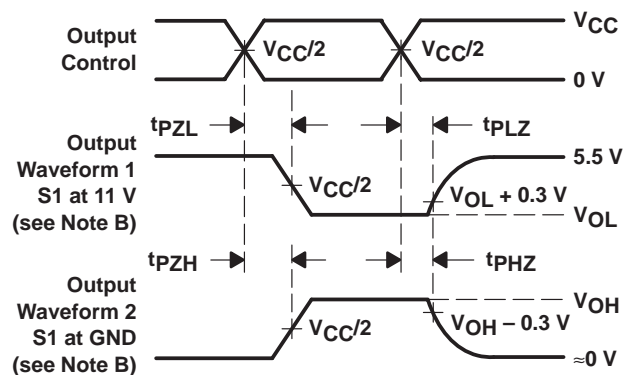 Output
Control
VCC/2
VCC/2
VCC
0 V
tPZL
tPLZ
Output
Waveform 1
S1 at 11 V
(see Note B)
VCC/2
5.5 V
VOL + 0.3 V
VOL
tPZH
tPHZ
Output
Waveform 2
S1 at GND
(see Note B)
VCC/2
VOH
VOH – 0.3 V
≈0 V